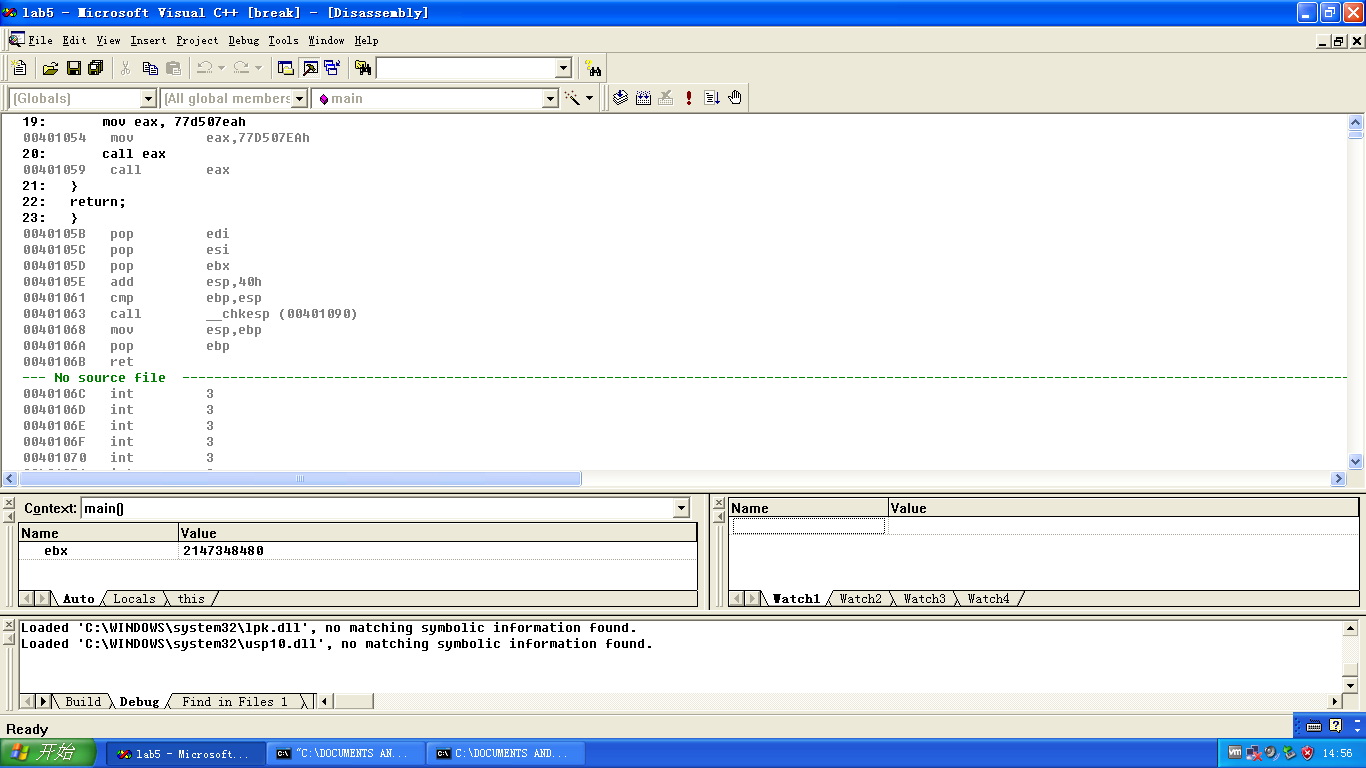 lab5 - Microsoft Visual C++ [break] - [Disassembly]
File Edit View Insert Project Debug Tools Window Help
(Globals) (All global members main
19: mov eax, 77d507eah
00401054 mov eax,77D507EAh
20: call eax
00401059 call eax
21: }
22: return;
23: }
0040105B pop edi
0040105C pop esi
0040105D pop ebx
0040105E add esp,40h
00401061 cmp ebp,esp
00401063 call __chkesp (00401090)
00401068 mov esp,ebp
0040106A pop ebp
0040106B ret
--- No source file
0040106C int 3
0040106D int 3
0040106E int 3
0040106F int 3
00401070 int 3
Context: main()
Name Value
ebx 2147348480
Auto Locals this
Name Value
Watch1 Watch2 Watch3 Watch4
Loaded 'C:\WINDOWS\system32\lpk.dll', no matching symbolic information found.
Loaded 'C:\WINDOWS\system32\usp10.dll', no matching symbolic information found.
Build Debug Find in Files 1
Ready
开始 lab5 - Microsoft... "C:\DOCUMENTS AN... C:\DOCUMENTS AND... 14:56